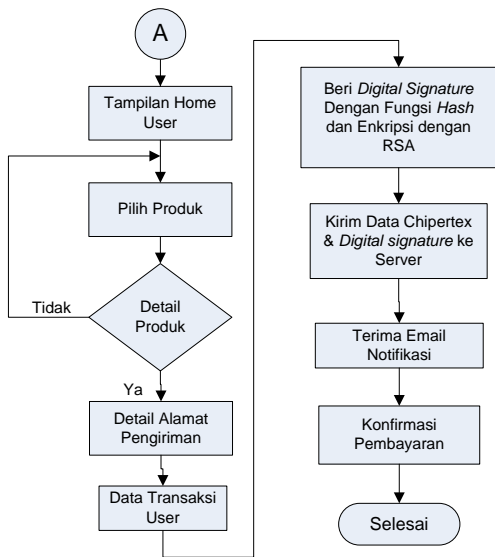 A
Tampilan Home
User
Pilih Produk
Detail
Produk
Tidak
Ya
Detail Alamat
Pengiriman
Data Transaksi
User
Beri Digital Signature
Dengan Fungsi Hash
dan Enkripsi dengan
RSA
Kirim Data Chipertex
& Digital signature ke
Server
Terima Email
Notifikasi
Konfirmasi
Pembayaran
Selesai